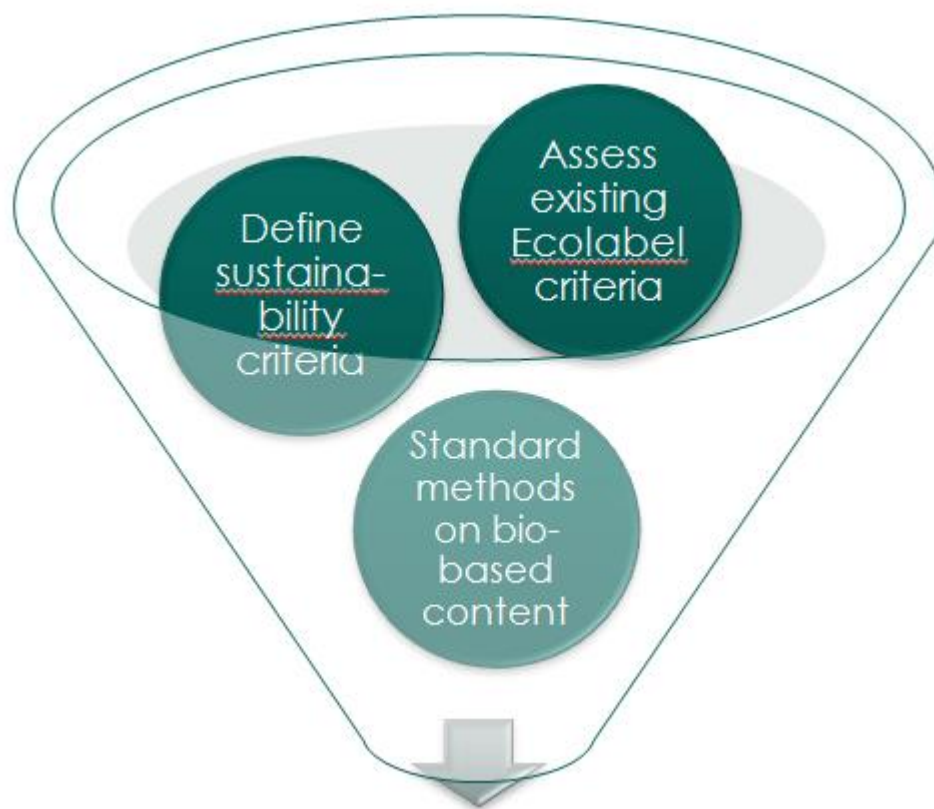 Assess
existing
Ecolabel
criteria
Define
sustaina-
bility
criteria
Standard
methods
on bio-
based
content